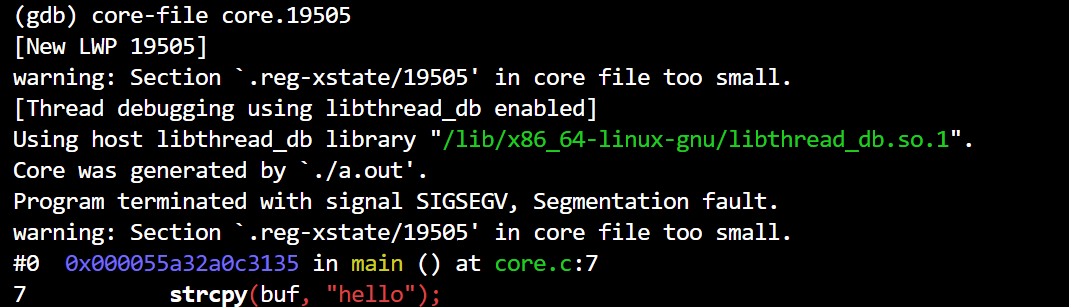 (gdb) core-file core.19505
[New LWP 19505]
warning: Section `.reg-xstate/19505' in core file too small.
[Thread debugging using libthread_db enabled]
Using host libthread_db library "/lib/x86_64-linux-gnu/libthread_db.so.1".
Core was generated by `./a.out'.
Program terminated with signal SIGSEGV, Segmentation fault.
warning: Section `.reg-xstate/19505' in core file too small.
#0  0x000055a32a0c3135 in main () at core.c:7
7           strcpy(buf, "hello");